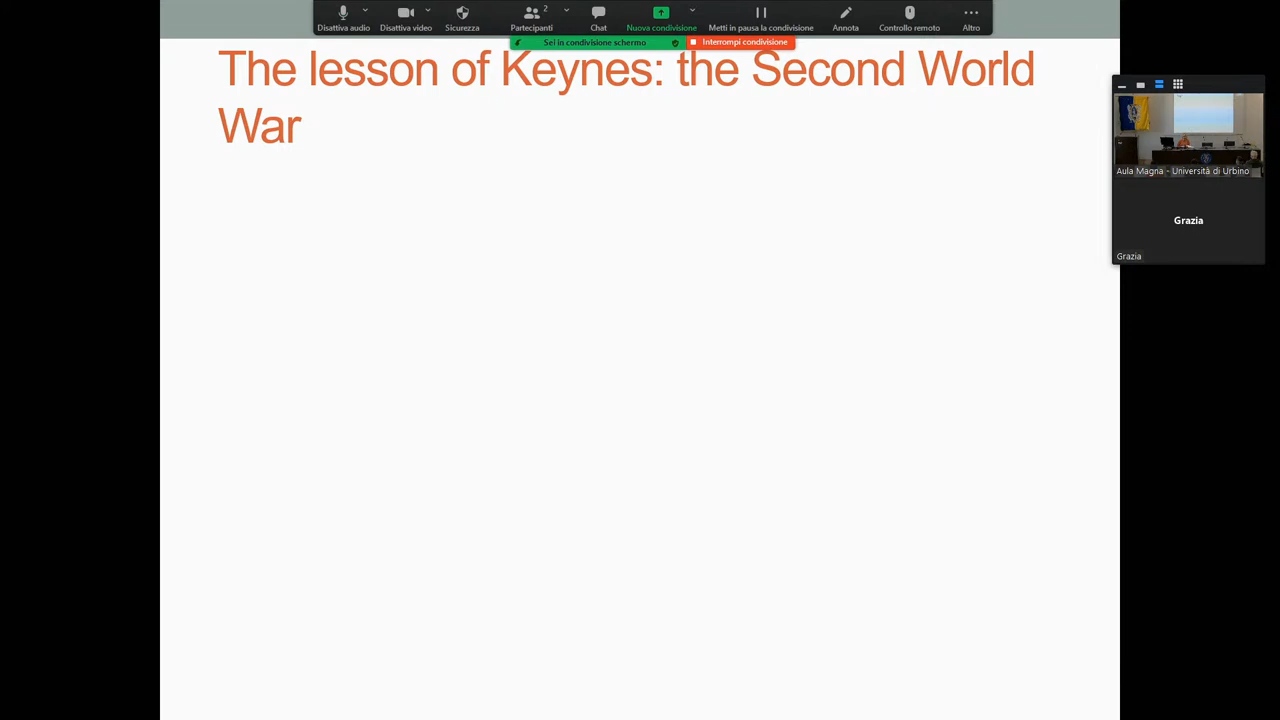 Disattiva audio
Disattiva video
Sicurezza
Partecipanti
2
Chat
Nuova condivisione
Metti in pausa la condivisione
Annota
Controllo remoto
Altro
Sei in condivisione schermo
Interrompi condivisione
The lesson of Keynes: the Second World
War
Aula Magna - Università di Urbino
Grazia
Grazia